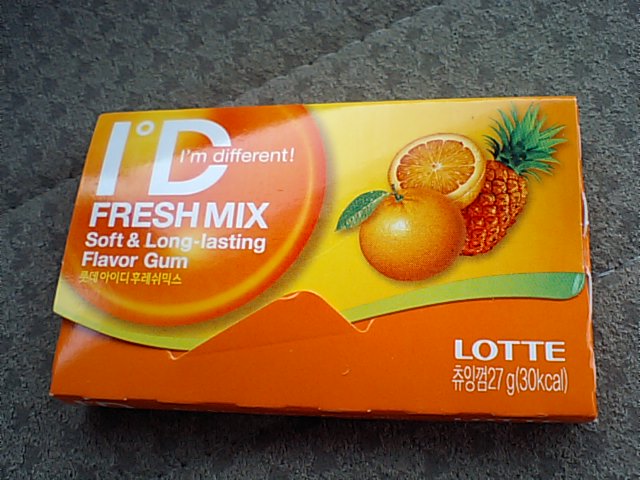 I°D
I'm different!
FRESH MIX
Soft & Long-lasting
Flavor Gum
롯데 아이디 후레쉬믹스
LOTTE
츄잉껌27 g(30kcal)